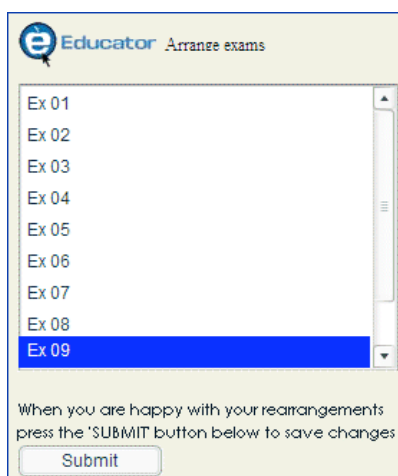 e Educator Arrange exams
Ex 01
Ex 02
Ex 03
Ex 04
Ex 05
Ex 06
Ex 07
Ex 08
Ex 09
When you are happy with your rearrangements
press the 'SUBMIT' button below to save changes
Submit